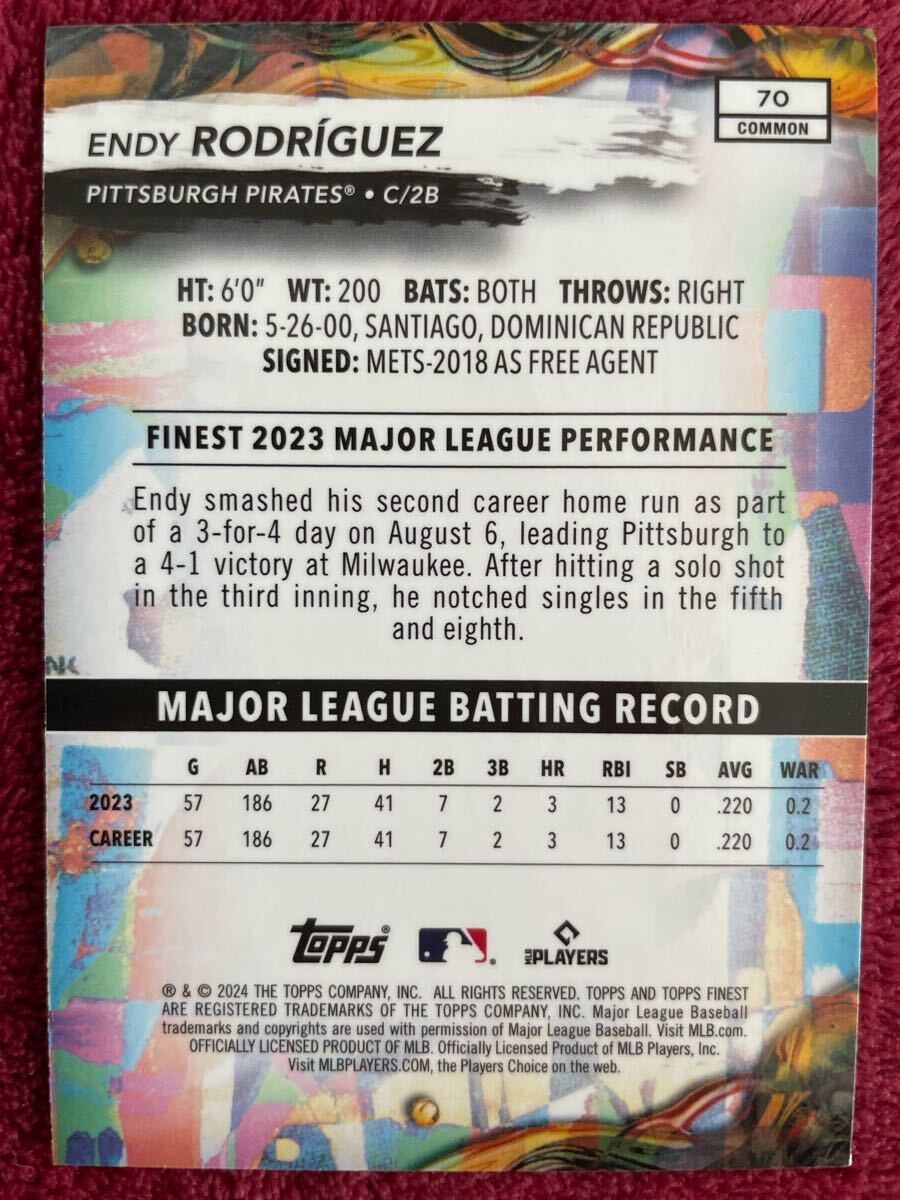 70
COMMON
ENDY RODRÍGUEZ
PITTSBURGH PIRATES® • C/2B
HT: 6'0" WT: 200 BATS: BOTH THROWS: RIGHT
BORN: 5-26-00, SANTIAGO, DOMINICAN REPUBLIC
SIGNED: METS-2018 AS FREE AGENT
FINEST 2023 MAJOR LEAGUE PERFORMANCE
Endy smashed his second career home run as part
of a 3-for-4 day on August 6, leading Pittsburgh to
a 4-1 victory at Milwaukee. After hitting a solo shot
in the third inning, he notched singles in the fifth
and eighth.
MAJOR LEAGUE BATTING RECORD
G AB R H 2B 3B HR RBI SB AVG WAR
2023 57 186 27 41 7 2 3 13 0 .220 0.2
CAREER 57 186 27 41 7 2 3 13 0 .220 0.2
topps® ® MLB PLAYERS
® & © 2024 THE TOPPS COMPANY, INC. ALL RIGHTS RESERVED. TOPPS AND TOPPS FINEST
ARE REGISTERED TRADEMARKS OF THE TOPPS COMPANY, INC. Major League Baseball
trademarks and copyrights are used with permission of Major League Baseball. Visit MLB.com.
OFFICIALLY LICENSED PRODUCT OF MLB. Officially Licensed Product of MLB Players, Inc.
Visit MLBPLAYERS.COM, the Players Choice on the web.